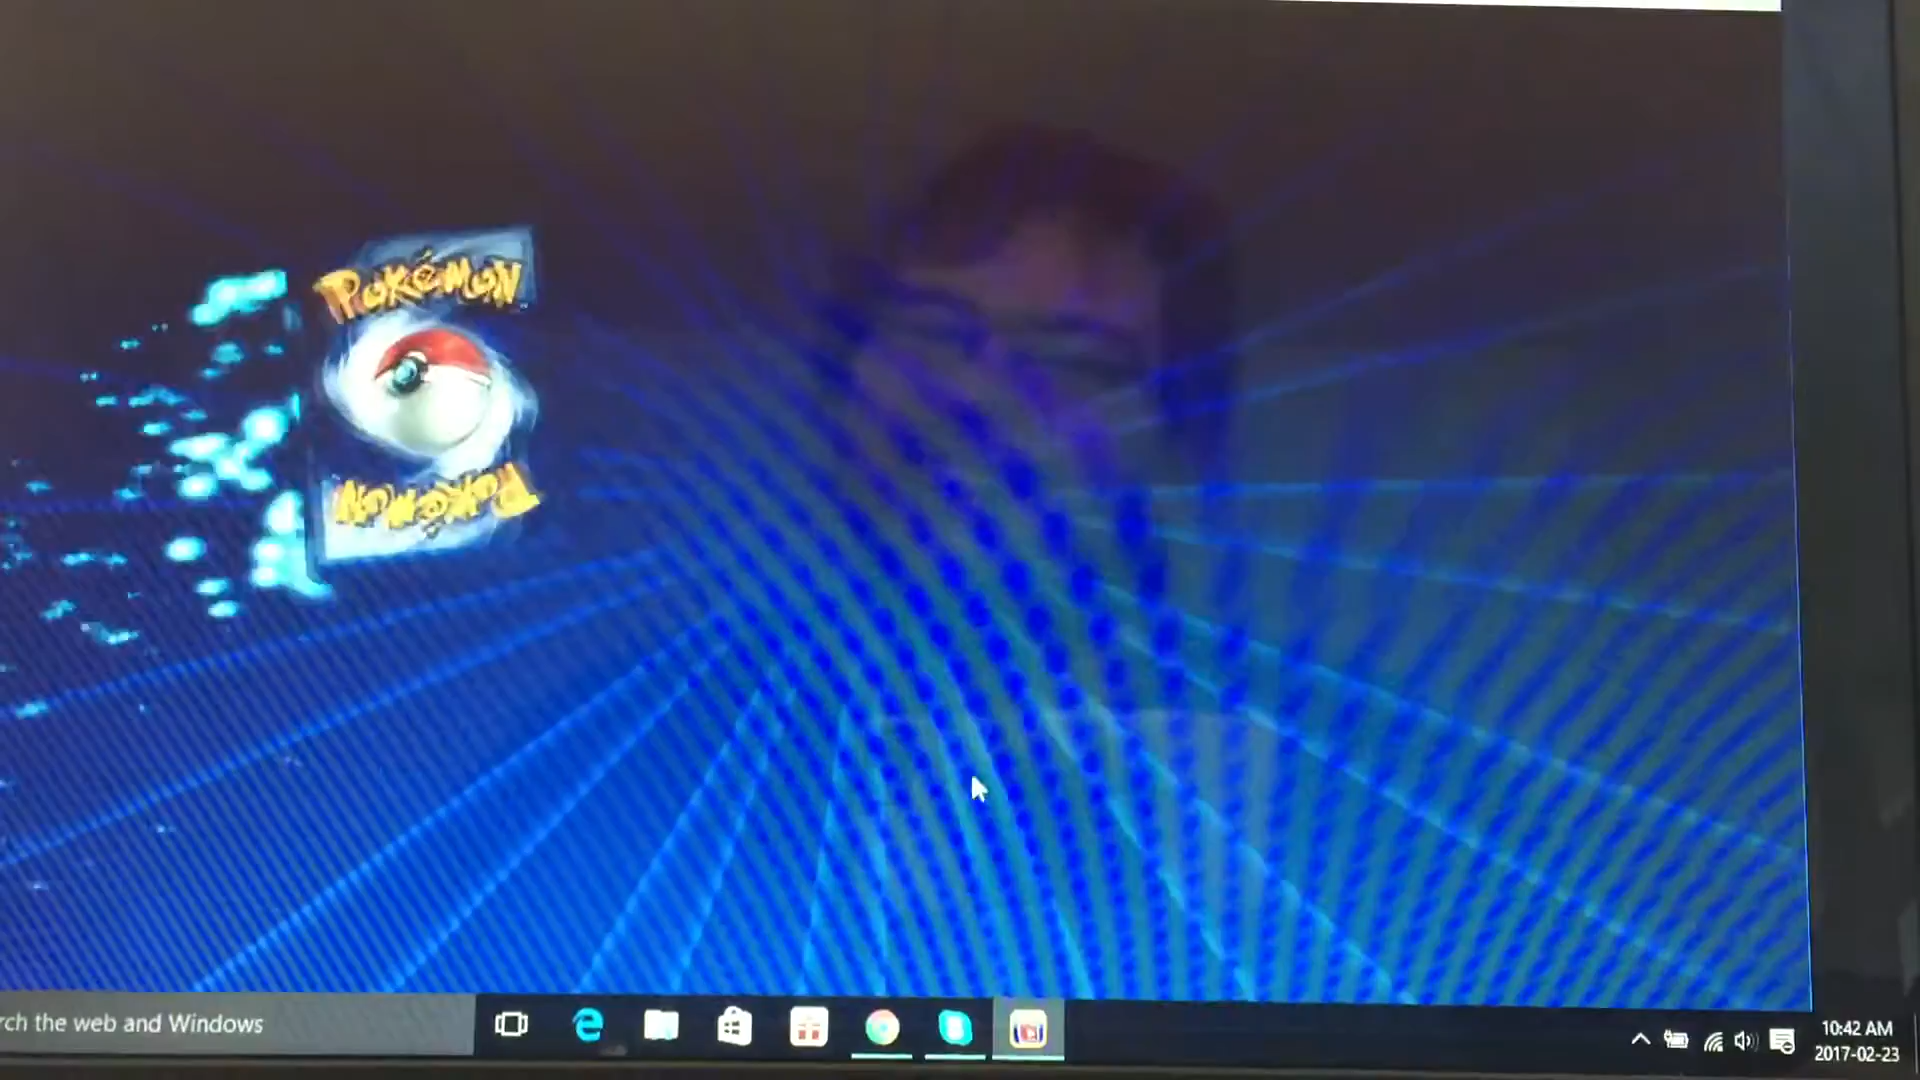 POKéMON
POKéMON
rch the web and Windows
10:42 AM
2017-02-23